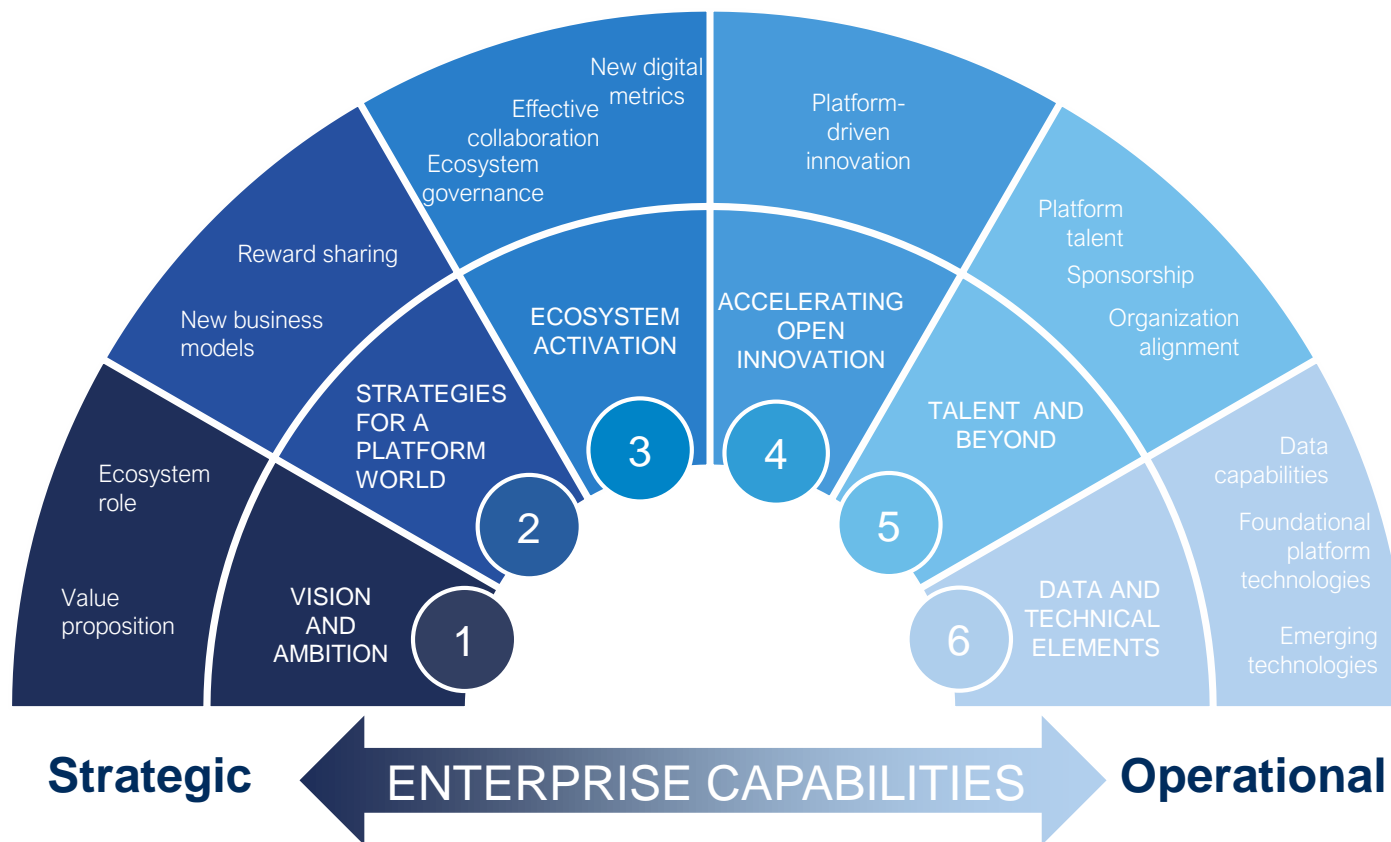 Value
proposition
Ecosystem
role
VISION
AND
AMBITION
1
New business
models
Reward sharing
STRATEGIES
FOR A
PLATFORM
WORLD
2
Ecosystem
governance
Effective
collaboration
New digital
metrics
ECOSYSTEM
ACTIVATION
3
Platform-
driven
innovation
ACCELERATING
OPEN
INNOVATION
4
Platform
talent
Sponsorship
Organization
alignment
TALENT AND
BEYOND
5
Data
capabilities
Foundational
platform
technologies
Emerging
technologies
DATA AND
TECHNICAL
ELEMENTS
6
Strategic
ENTERPRISE CAPABILITIES
Operational